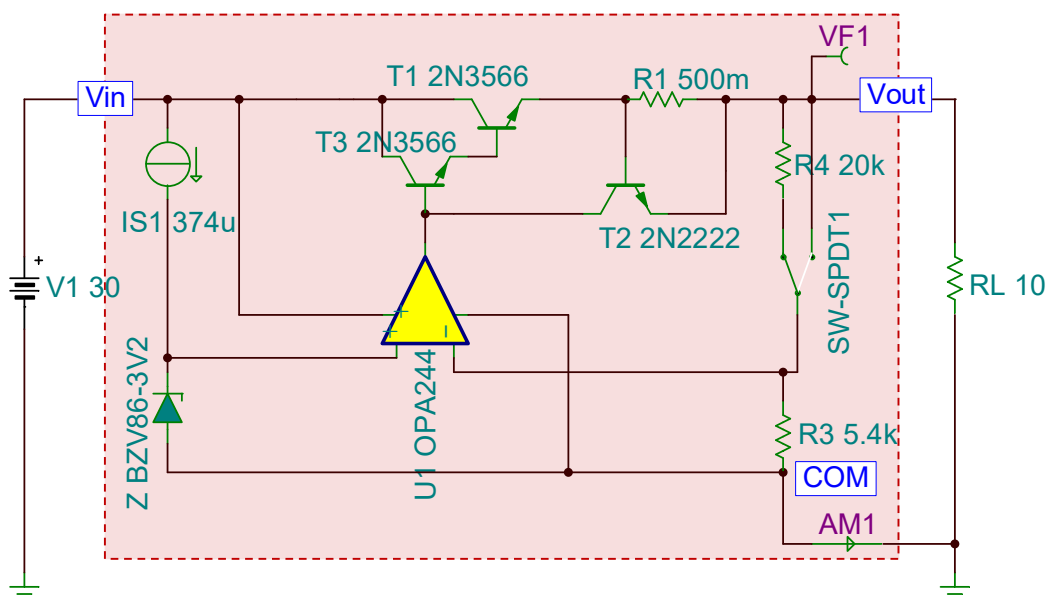 VF1
Vin
T1 2N3566
R1 500m
Vout
T3 2N3566
R4 20k
IS1 374u
T2 2N2222
SW-SPDT1
+
V1 30
RL 10
+
+
Z BZV86-3V2
U1 OPA244
R3 5.4k
COM
AM1